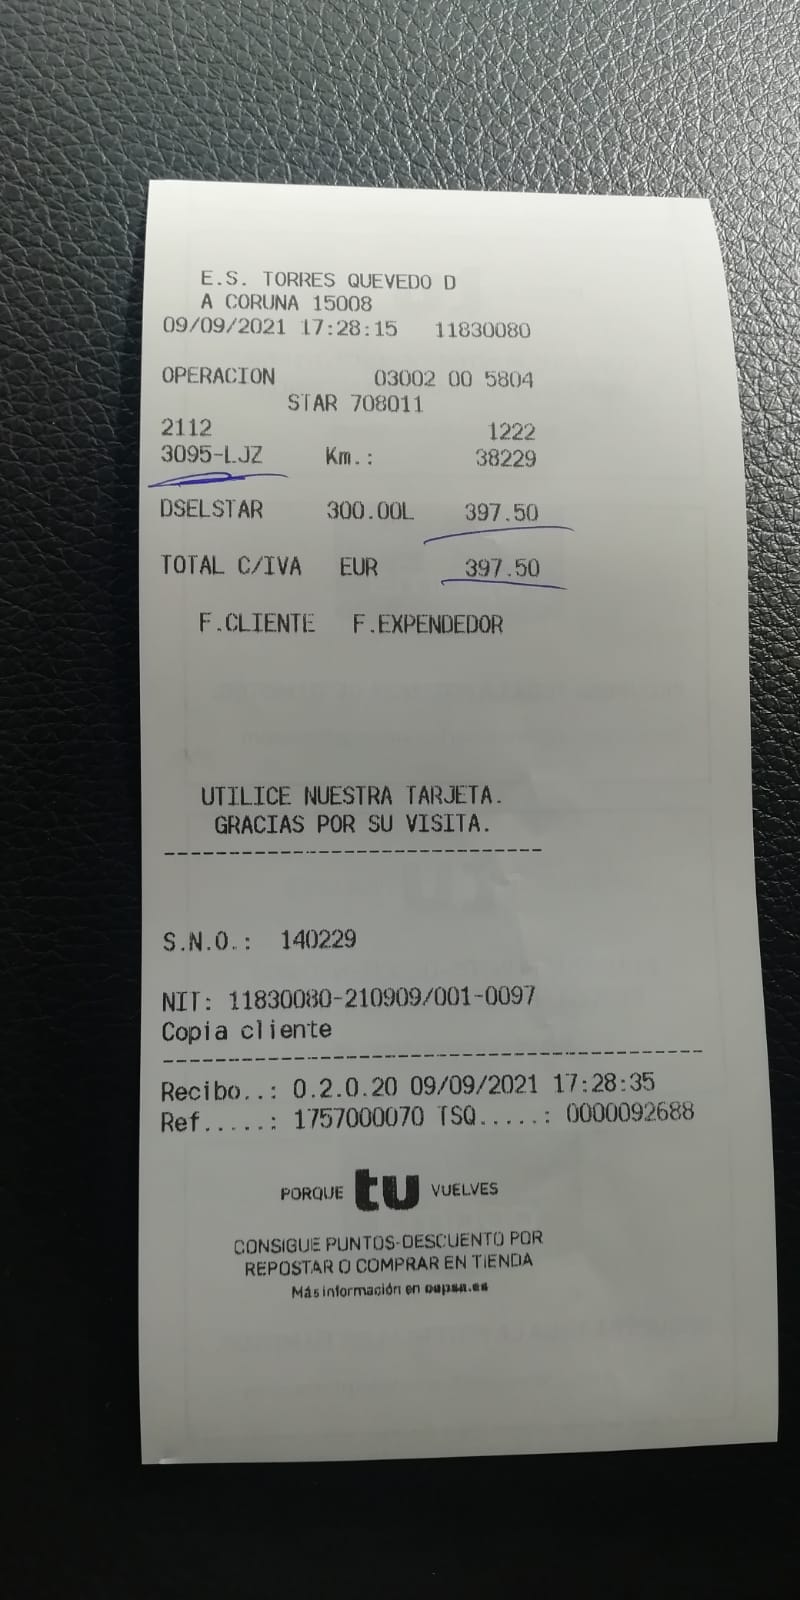 E.S. TORRES QUEVEDO D
A CORUNA 15008
09/09/2021 17:28:15 11830080
OPERACION 03002 00 5804
STAR 708011
2112 1222
3095-LJZ Km.: 38229
DSELSTAR 300.00L 397.50
TOTAL C/IVA EUR 397.50
F.CLIENTE F.EXPENDEDOR
UTILICE NUESTRA TARJETA.
GRACIAS POR SU VISITA.
S.N.O.: 140229
NIT: 11830080-210909/001-0097
Copia cliente
Recibo..: 0.2.0.20 09/09/2021 17:28:35
Ref.....: 1757000070 TSQ.....: 0000092688
PORQUE tu VUELVES
CONSIGUE PUNTOS-DESCUENTO POR
REPOSTAR O COMPRAR EN TIENDA
Más información en cepsa.es